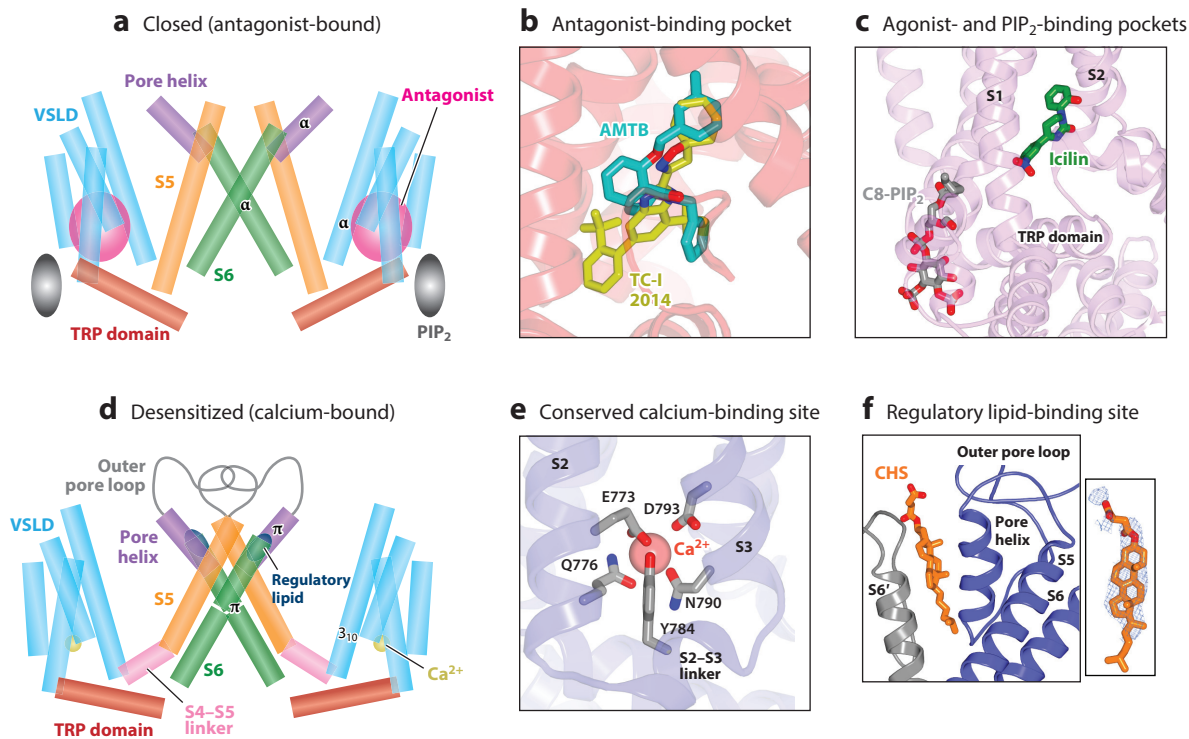 a Closed (antagonist-bound)
Pore helix
VSLD
Antagonist
α
S5
α
α
S6
TRP domain
PIP2
b Antagonist-binding pocket
AMTB
TC-I
2014
c Agonist- and PIP2-binding pockets
S2
S1
Icilin
C8-PIP2
TRP domain
d Desensitized (calcium-bound)
Outer
pore loop
VSLD
π
Pore
helix
Regulatory
lipid
S5
π
310
S6
Ca2+
S4–S5
linker
TRP domain
e Conserved calcium-binding site
S2
E773
D793
Ca2+
S3
Q776
N790
Y784
S2–S3
linker
f Regulatory lipid-binding site
Outer pore loop
CHS
Pore
helix
S5
S6′
S6